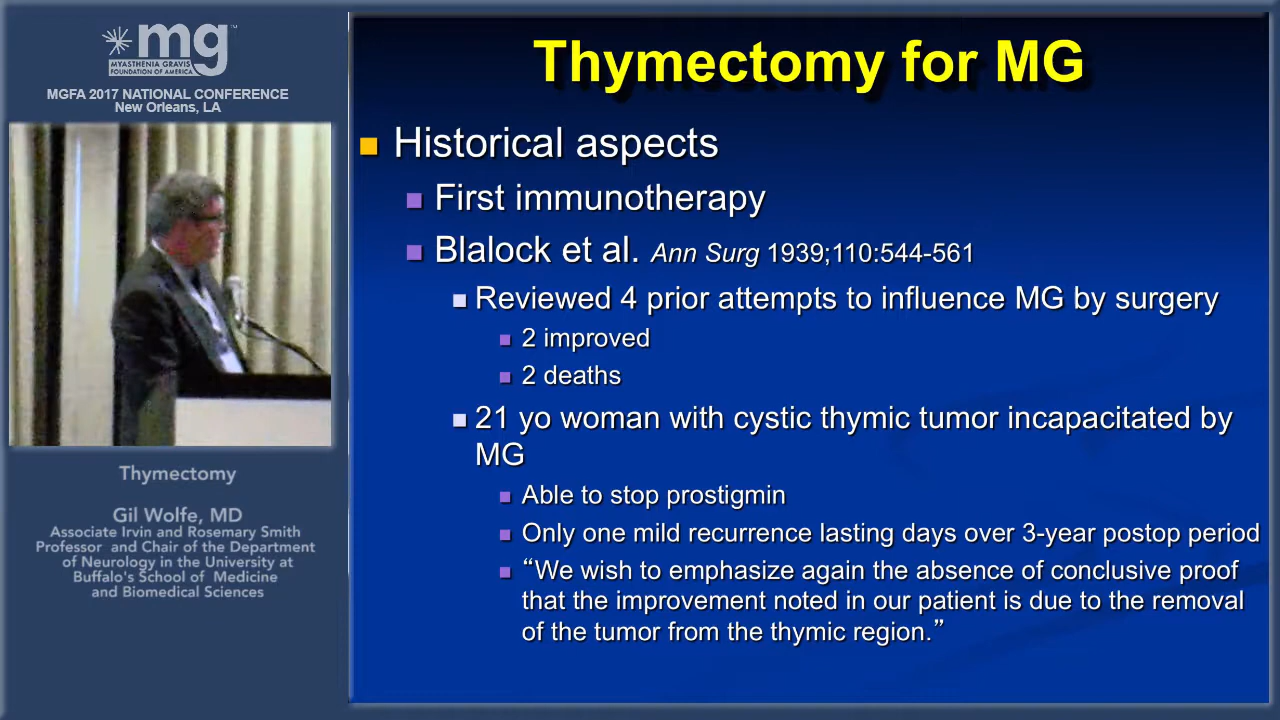 mg
MYASTHENIA GRAVIS
FOUNDATION OF AMERICA
MGFA 2017 NATIONAL CONFERENCE
New Orleans, LA
Thymectomy
Gil Wolfe, MD
Associate Irvin and Rosemary Smith
Professor and Chair of the Department
of Neurology in the University at
Buffalo's School of Medicine
and Biomedical Sciences
Thymectomy for MG
Historical aspects
First immunotherapy
Blalock et al. Ann Surg 1939;110:544-561
Reviewed 4 prior attempts to influence MG by surgery
2 improved
2 deaths
21 yo woman with cystic thymic tumor incapacitated by
MG
Able to stop prostigmin
Only one mild recurrence lasting days over 3-year postop period
“We wish to emphasize again the absence of conclusive proof
that the improvement noted in our patient is due to the removal
of the tumor from the thymic region.”